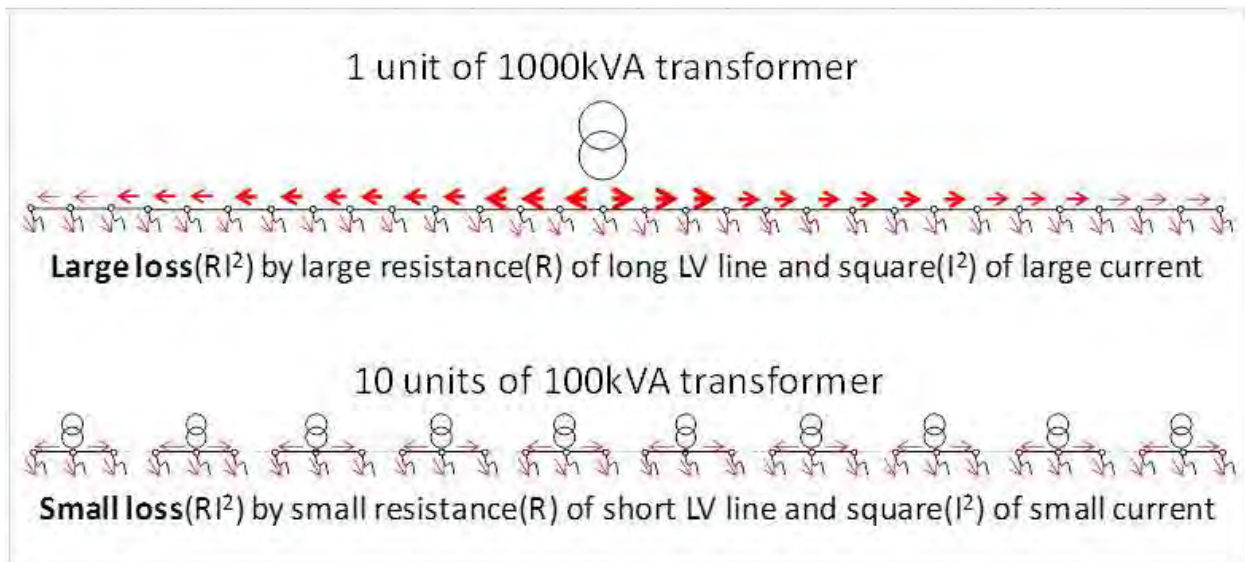 1 unit of 1000kVA transformer
Large loss(RI²) by large resistance(R) of long LV line and square(I²) of large current
10 units of 100kVA transformer
Small loss(RI²) by small resistance(R) of short LV line and square(I²) of small current